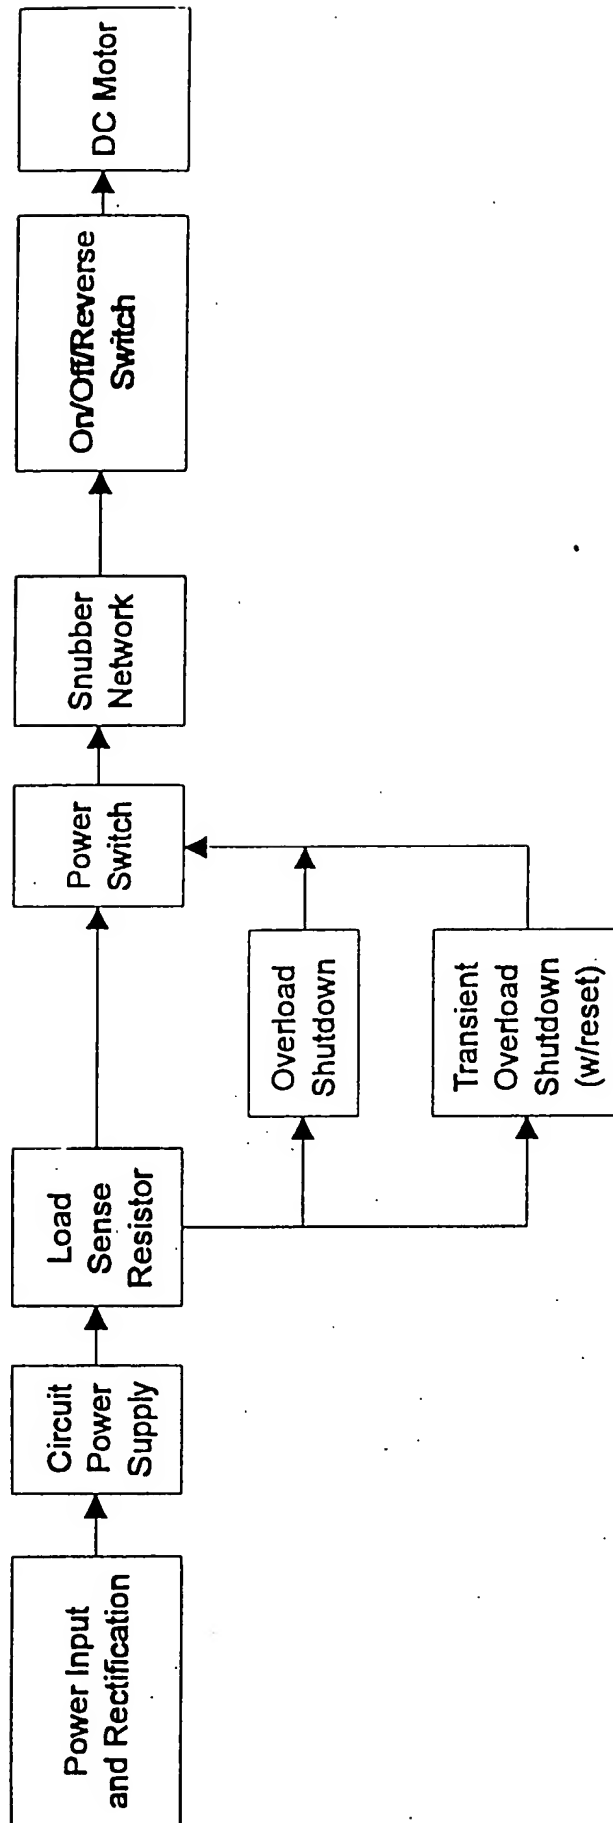 Power Input
and Rectification
Circuit
Power
Supply
Load
Sense
Resistor
Power
Switch
Snubber
Network
On/Off/Reverse
Switch
DC Motor
Overload
Shutdown
Transient
Overload
Shutdown
(w/reset)